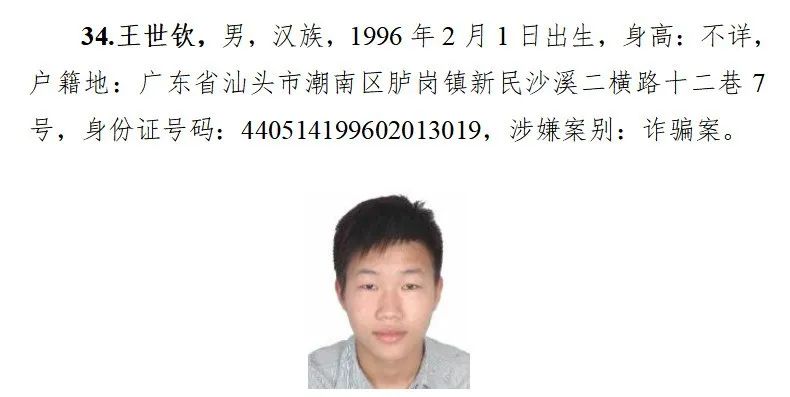 34.王世钦，男，汉族，1996 年 2 月 1 日出生，身高：不详，
户籍地：广东省汕头市潮南区胪岗镇新民沙溪二横路十二巷 7
号，身份证号码：440514199602013019，涉嫌案别：诈骗案。